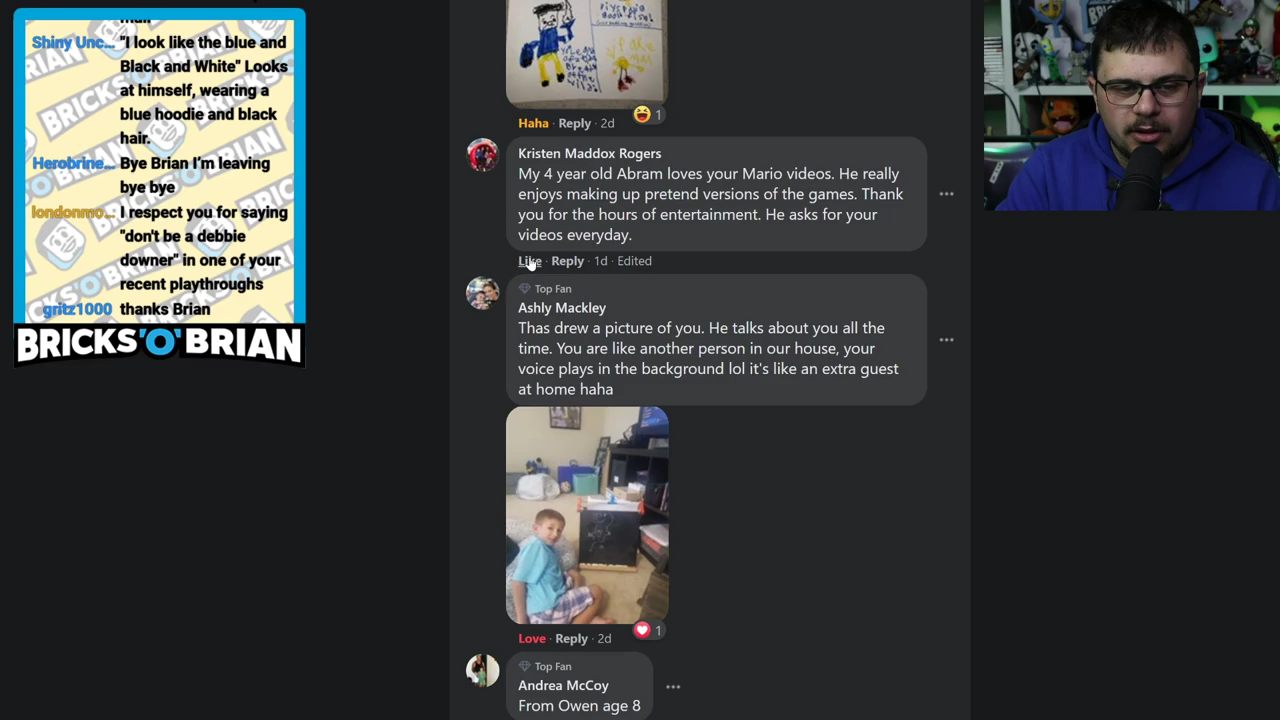 Shiny Unc... "I look like the blue and
Black and White" Looks
at himself, wearing a
blue hoodie and black
hair.
Herobrine... Bye Brian I’m leaving
bye bye
londonmo... I respect you for saying
"don't be a debbie
downer" in one of your
recent playthroughs
gritz1000 thanks Brian
BRICKS'O'BRIAN
Haha · Reply · 2d
1
Kristen Maddox Rogers
My 4 year old Abram loves your Mario videos. He really
enjoys making up pretend versions of the games. Thank
you for the hours of entertainment. He asks for your
videos everyday.
Like · Reply · 1d · Edited
Top Fan
Ashly Mackley
Thas drew a picture of you. He talks about you all the
time. You are like another person in our house, your
voice plays in the background lol it's like an extra guest
at home haha
Love · Reply · 2d
1
Top Fan
Andrea McCoy
From Owen age 8